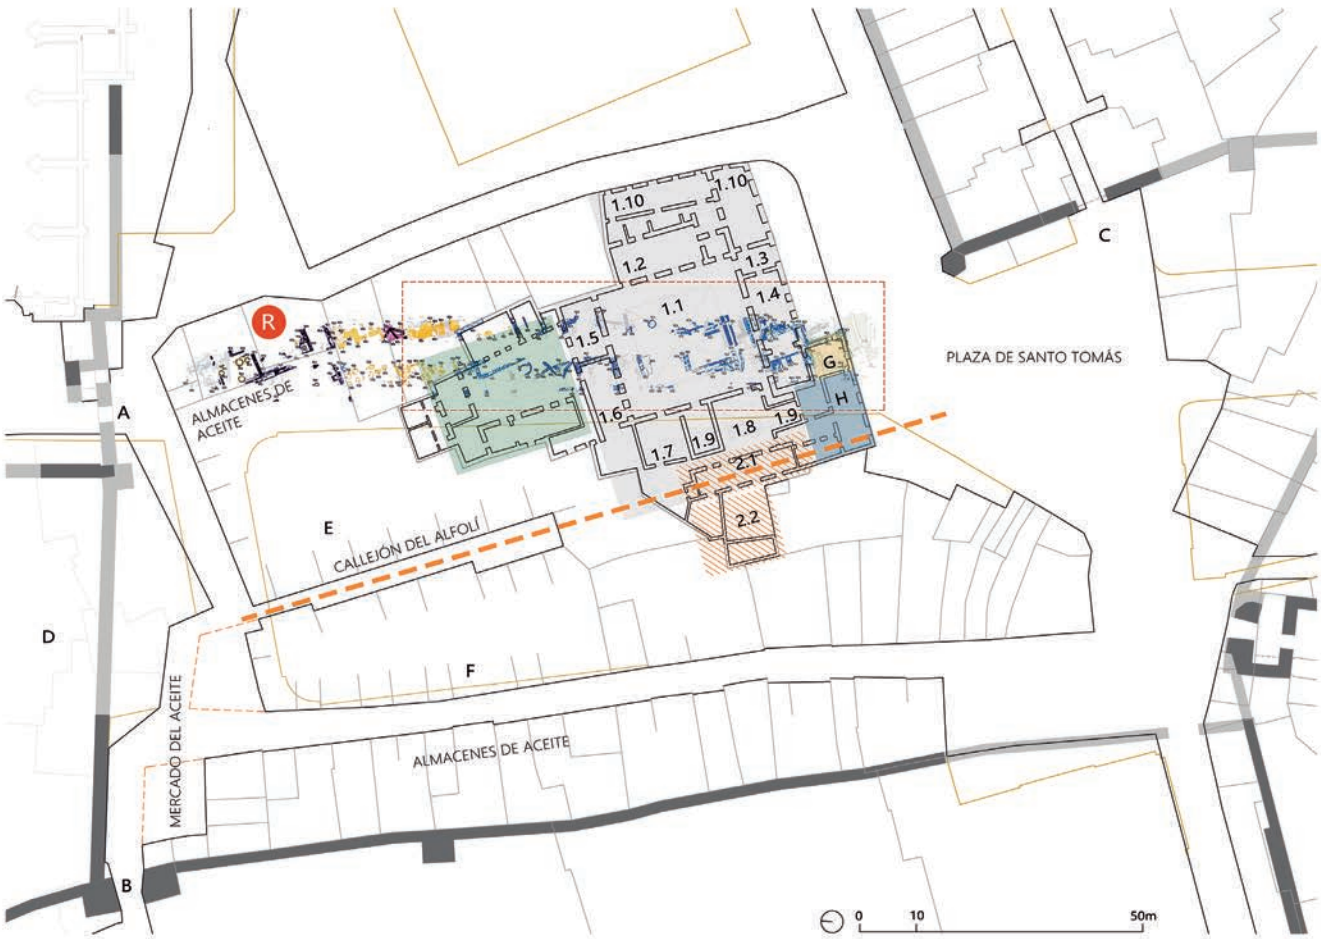 1.10
1.10
C
1.2
1.3
1.4
1.1
R
1.5
PLAZA DE SANTO TOMÁS
G
ALMACENES DE
ACEITE
A
H
1.6
1.9
1.8
1.9
1.7
2.1
2.2
E
CALLEJÓN DEL ALFOLÍ
D
F
MERCADO DEL ACEITE
ALMACENES DE ACEITE
B
0 10 50m